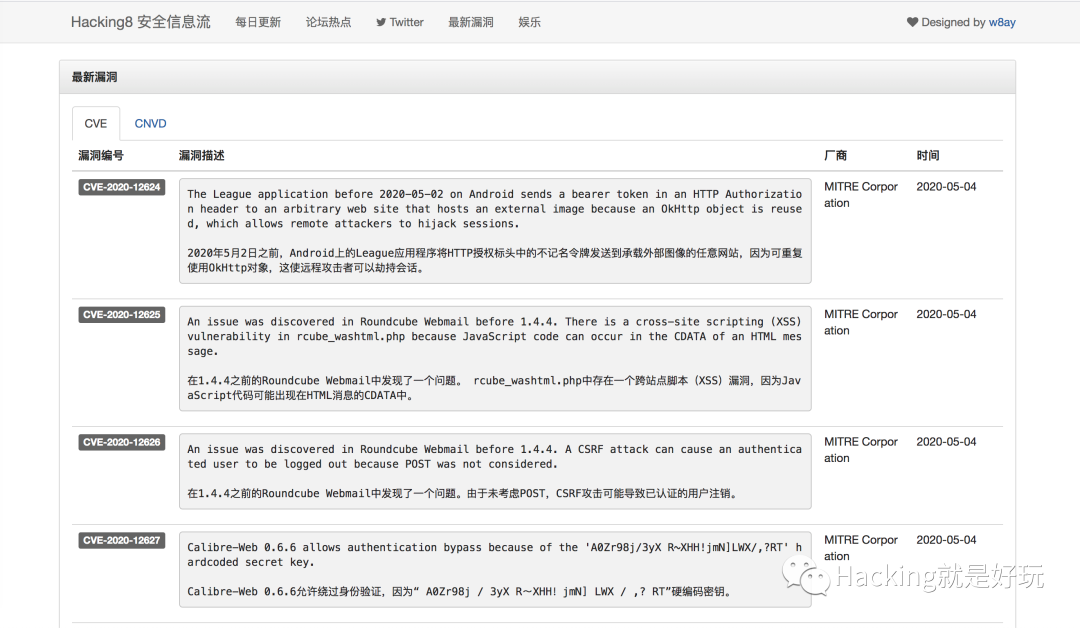 Hacking8 安全信息流 每日更新 论坛热点 Twitter 最新漏洞 娱乐 Designed by w8ay
最新漏洞
CVE CNVD
漏洞编号 漏洞描述 厂商 时间
CVE-2020-12624 MITRE Corpor 2020-05-04
The League application before 2020-05-02 on Android sends a bearer token in an HTTP Authorizatio
ation
n header to an arbitrary web site that hosts an external image because an OkHttp object is reuse
d, which allows remote attackers to hijack sessions.
2020年5月2日之前，Android上的League应用程序将HTTP授权标头中的不记名令牌发送到承载外部图像的任意网站，因为可重复
使用OkHttp对象，这使远程攻击者可以劫持会话。
CVE-2020-12625 MITRE Corpor 2020-05-04
An issue was discovered in Roundcube Webmail before 1.4.4. There is a cross-site scripting (XSS)
ation
vulnerability in rcube_washtml.php because JavaScript code can occur in the CDATA of an HTML mes
sage.
在1.4.4之前的Roundcube Webmail中发现了一个问题。 rcube_washtml.php中存在一个跨站点脚本（XSS）漏洞，因为Jav
aScript代码可能出现在HTML消息的CDATA中。
CVE-2020-12626 MITRE Corpor 2020-05-04
An issue was discovered in Roundcube Webmail before 1.4.4. A CSRF attack can cause an authentica
ation
ted user to be logged out because POST was not considered.
在1.4.4之前的Roundcube Webmail中发现了一个问题。由于未考虑POST，CSRF攻击可能导致已认证的用户注销。
CVE-2020-12627 MITRE Corpor 2020-05-04
Calibre-Web 0.6.6 allows authentication bypass because of the 'A0Zr98j/3yX R~XHH!jmN]LWX/,?RT' h
ation
ardcoded secret key.
Calibre-Web 0.6.6允许绕过身份验证，因为“ A0Zr98j / 3yX R〜XHH! jmN] LWX / ,? RT”硬编码密钥。
Hacking就是好玩